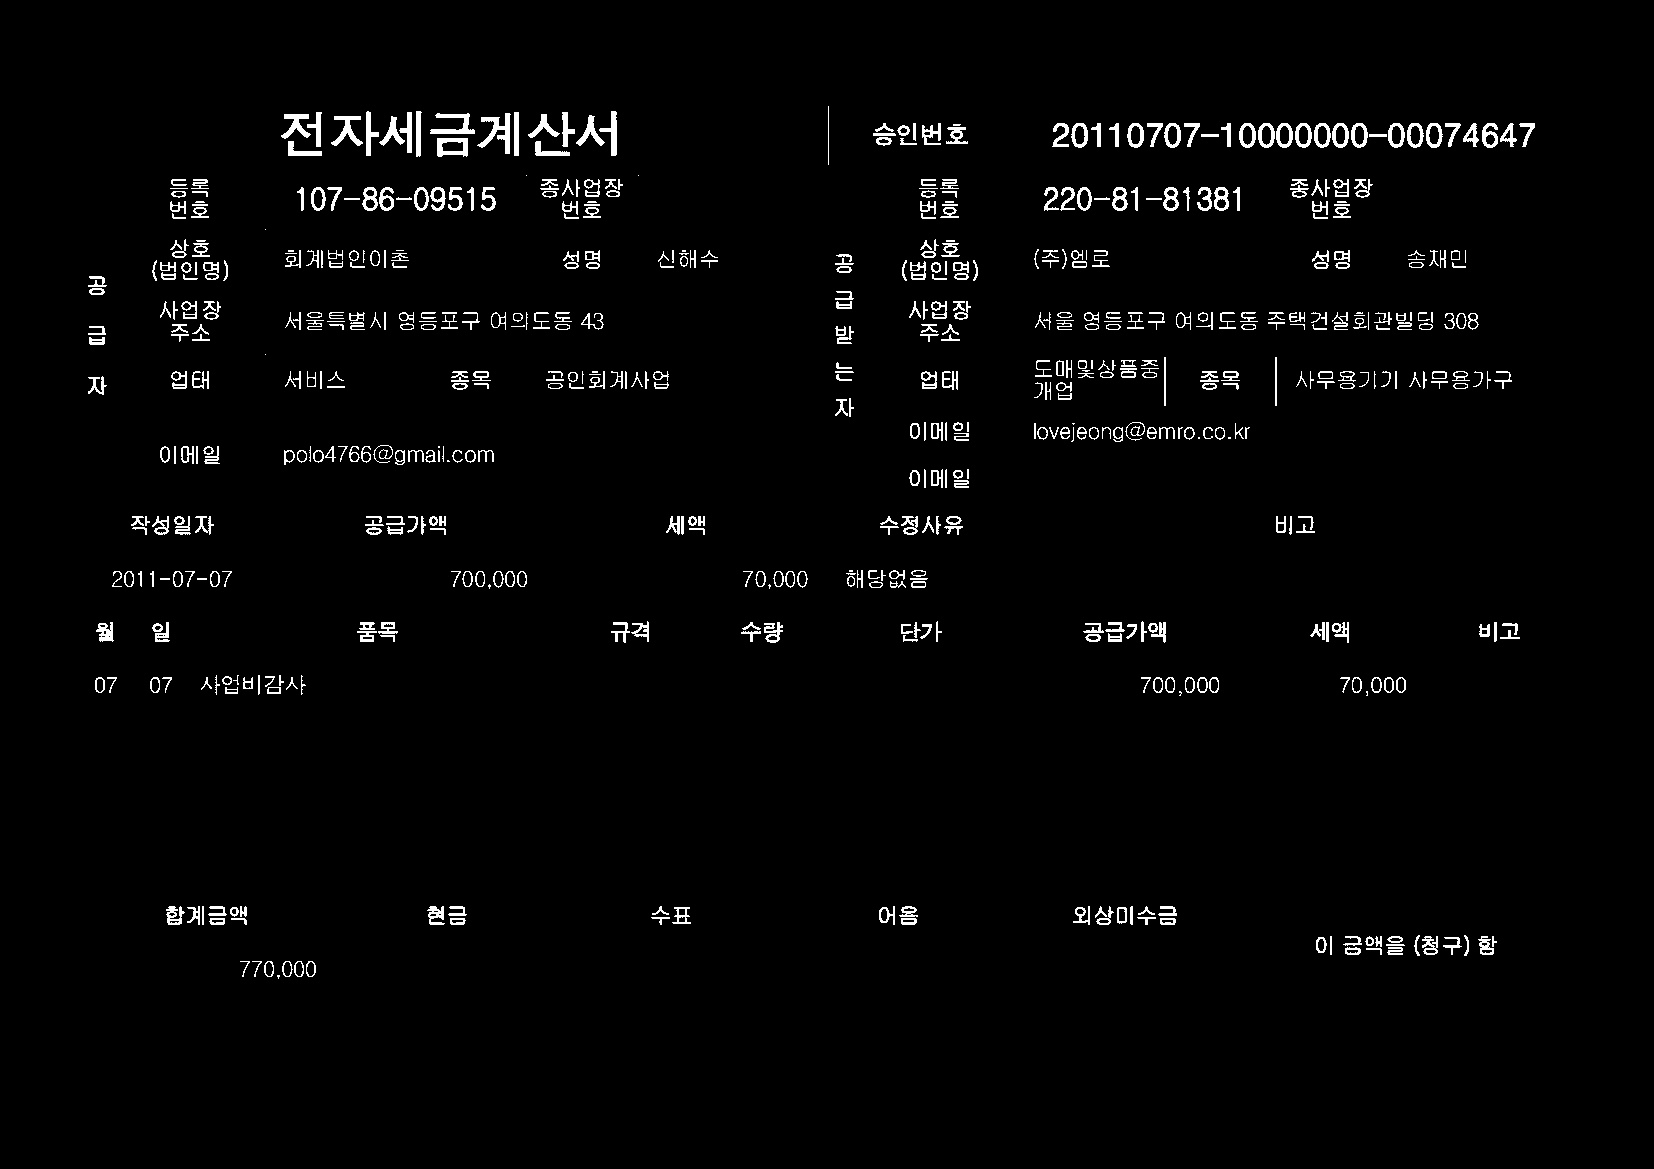 전자세금계산서 승인번호 20110707-10000000-00074647
등록번호 107-86-09515 종사업장번호 등록번호 220-81-81381 종사업장번호
공급자 상호(법인명) 회계법인이촌 성명 신해수 공급받는자 상호(법인명) (주)엠로 성명 송재민
사업장주소 서울특별시 영등포구 여의도동 43 사업장주소 서울 영등포구 여의도동 주택건설회관빌딩 308
업태 서비스 종목 공인회계사업 업태 도매및상품중개업 종목 사무용기기 사무용가구
이메일 polo4766@gmail.com 이메일 lovejeong@emro.co.kr
이메일
작성일자 공급가액 세액 수정사유 비고
2011-07-07 700,000 70,000 해당없음
월 일 품목 규격 수량 단가 공급가액 세액 비고
07 07 사업비감사 700,000 70,000
합계금액 현금 수표 어음 외상미수금
이 금액을 (청구) 함
770,000